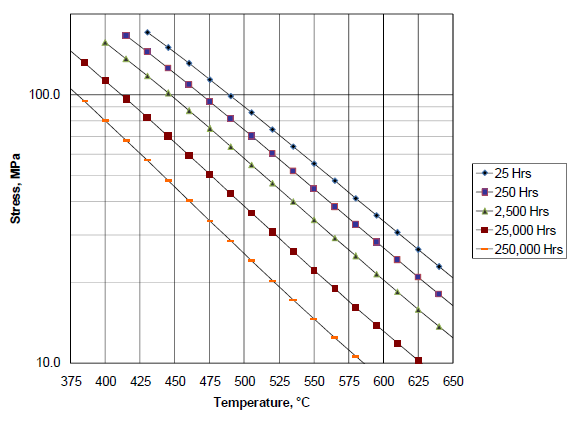 100.0
10.0
Stress, MPa
375 400 425 450 475 500 525 550 575 600 625 650
Temperature, °C
25 Hrs
250 Hrs
2,500 Hrs
25,000 Hrs
250,000 Hrs